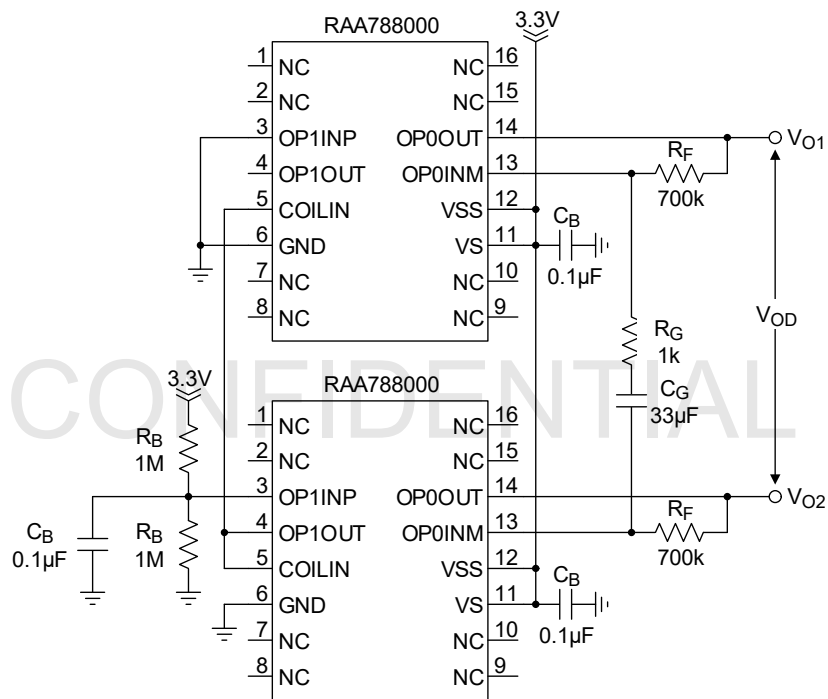 3.3V
RAA788000
1 NC NC 16
2 NC NC 15
3 OP1INP OP0OUT 14 VO1
4 OP1OUT OP0INM 13 RF 700k
5 COILIN VSS 12
6 GND VS 11 CB 0.1µF
7 NC NC 10
8 NC NC 9
VOD
RG
1k
CG
33µF
CONFIDENTIAL
3.3V
RAA788000
RB
1M
1 NC NC 16
2 NC NC 15
3 OP1INP OP0OUT 14 VO2
4 OP1OUT OP0INM 13 RF 700k
CB
0.1µF
RB
1M
5 COILIN VSS 12
6 GND VS 11 CB 0.1µF
7 NC NC 10
8 NC NC 9